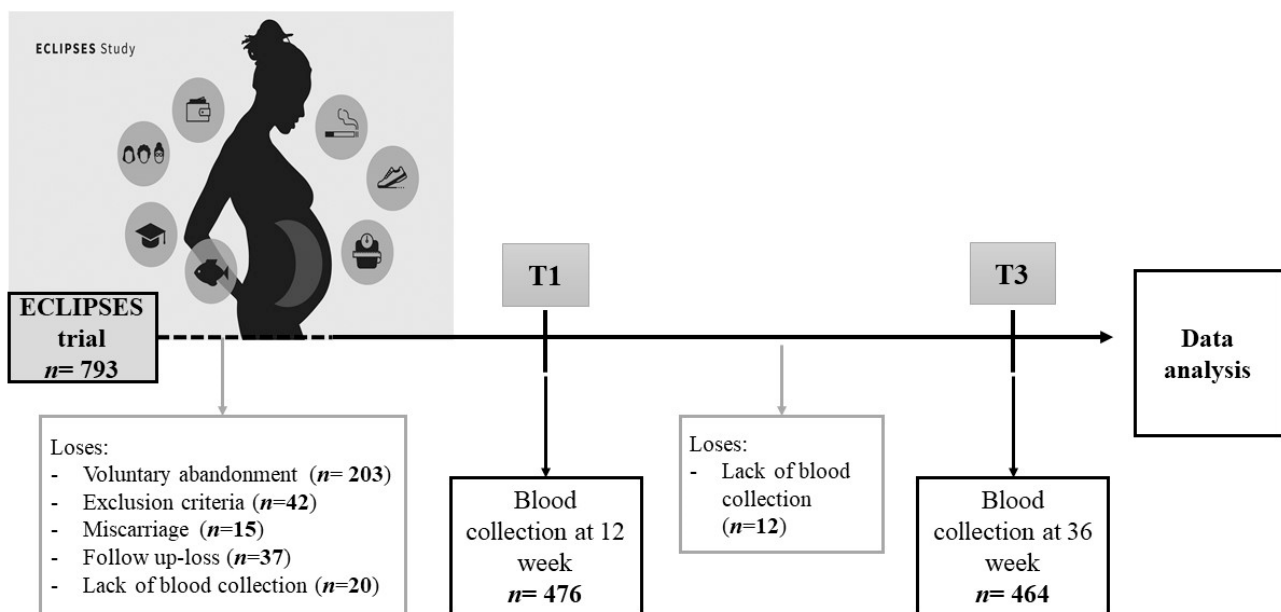 ECLIPSES Study
ECLIPSES
trial
n= 793
T1
T3
Data
analysis
Loses:
- Voluntary abandonment (n= 203)
- Exclusion criteria (n=42)
- Miscarriage (n=15)
- Follow up-loss (n=37)
- Lack of blood collection (n=20)
Blood
collection at 12
week
n= 476
Loses:
- Lack of blood
collection
(n=12)
Blood
collection at 36
week
n= 464